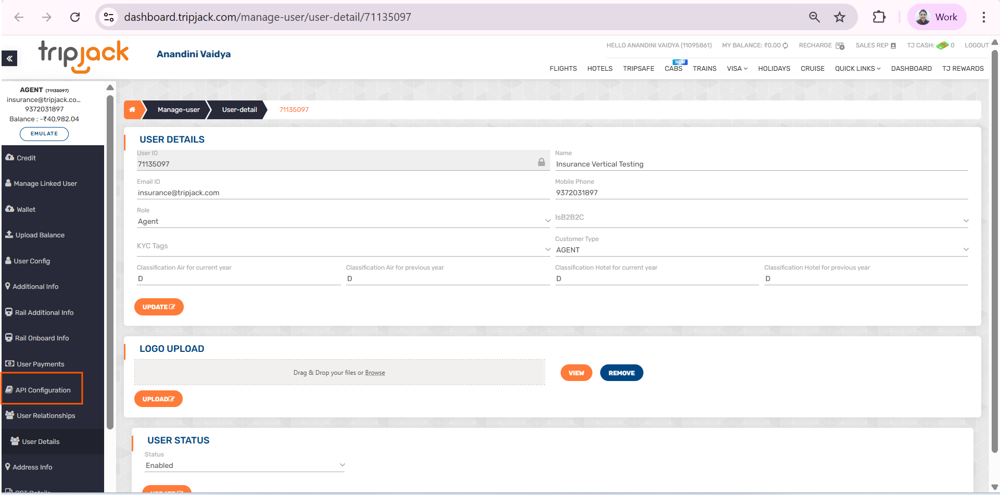 dashboard.tripjack.com/manage-user/user-detail/71135097
Work
tripjack
Anandini Vaidya
HELLO ANANDINI VAIDYA (11095861) MY BALANCE: ₹0.00 RECHARGE SALES REP TJ CASH: 0 LOGOUT
NEW
FLIGHTS HOTELS TRIPSAFE CABS TRAINS VISA HOLIDAYS CRUISE QUICK LINKS DASHBOARD TJ REWARDS
AGENT (71135097)
insurance@tripjack.co...
9372031897
Balance : -₹40,982.04
EMULATE
Credit
Manage Linked User
Wallet
Upload Balance
User Config
Additional Info
Rail Additional Info
Rail Onboard Info
User Payments
API Configuration
User Relationships
User Details
Address Info
GST Details
Manage-user User-detail 71135097
USER DETAILS
User ID
71135097
Name
Insurance Vertical Testing
Email ID
insurance@tripjack.com
Mobile Phone
9372031897
Role
Agent
IsB2B2C
KYC Tags
Customer Type
AGENT
Classification Air for current year
D
Classification Air for previous year
D
Classification Hotel for current year
D
Classification Hotel for previous year
D
UPDATE
LOGO UPLOAD
Drag & Drop your files or Browse
VIEW REMOVE
UPLOAD
USER STATUS
Status
Enabled
UPDATE